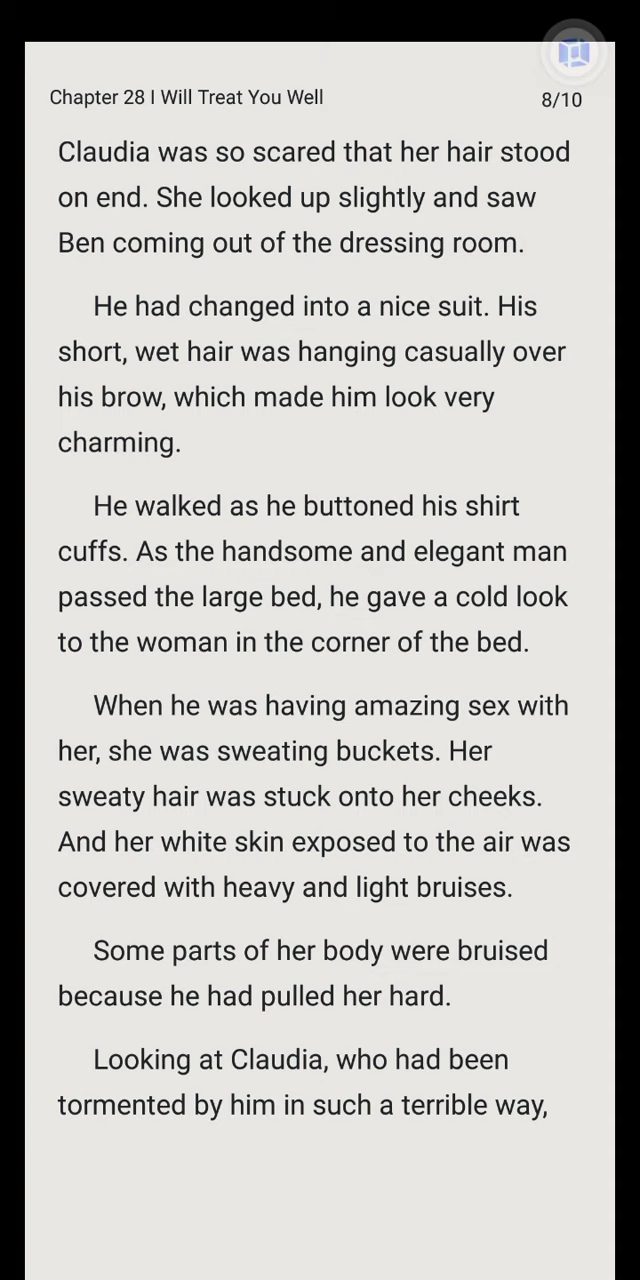 Chapter 28 I Will Treat You Well
8/10
Claudia was so scared that her hair stood
on end. She looked up slightly and saw
Ben coming out of the dressing room.
He had changed into a nice suit. His
short, wet hair was hanging casually over
his brow, which made him look very
charming.
He walked as he buttoned his shirt
cuffs. As the handsome and elegant man
passed the large bed, he gave a cold look
to the woman in the corner of the bed.
When he was having amazing sex with
her, she was sweating buckets. Her
sweaty hair was stuck onto her cheeks.
And her white skin exposed to the air was
covered with heavy and light bruises.
Some parts of her body were bruised
because he had pulled her hard.
Looking at Claudia, who had been
tormented by him in such a terrible way,